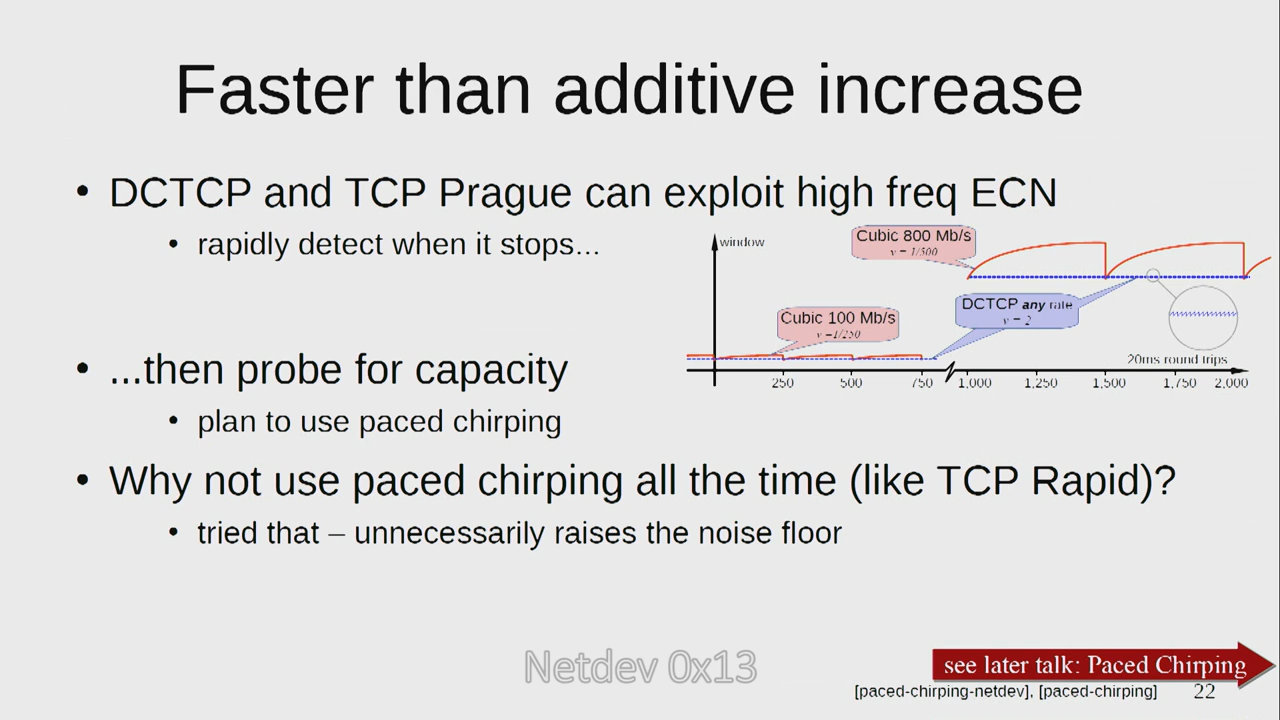 Faster than additive increase
• DCTCP and TCP Prague can exploit high freq ECN
• rapidly detect when it stops...
window
Cubic 800 Mb/s
v = 1/500
DCTCP any rate
v = 2
Cubic 100 Mb/s
v =1/250
20ms round trips
250 500 750 1,000 1,250 1,500 1,750 2,000
• ...then probe for capacity
• plan to use paced chirping
• Why not use paced chirping all the time (like TCP Rapid)?
• tried that – unnecessarily raises the noise floor
Netdev 0x13
see later talk: Paced Chirping
[paced-chirping-netdev], [paced-chirping] 22